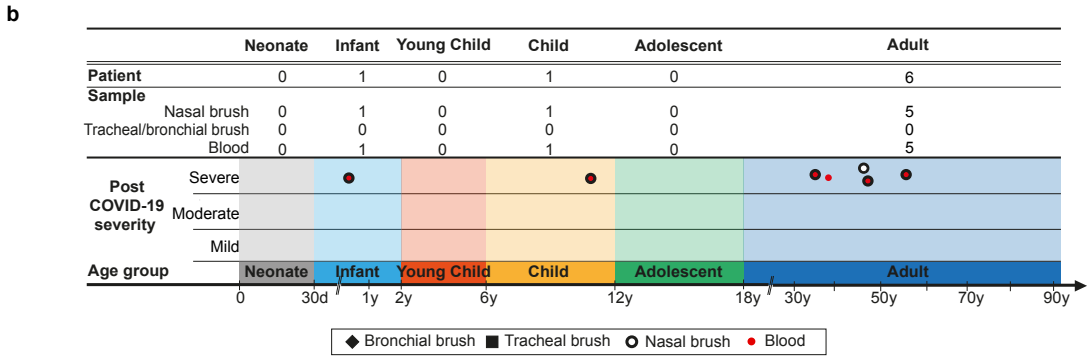 b
Neonate Infant Young Child Child Adolescent Adult
Patient 0 1 0 1 0 6
Sample
Nasal brush 0 1 0 1 0 5
Tracheal/bronchial brush 0 0 0 0 0 0
Blood 0 1 0 1 0 5
Post COVID-19 severity
Severe
Moderate
Mild
Age group Neonate Infant Young Child Child Adolescent Adult
0 30d 1y 2y 6y 12y 18y 30y 50y 70y 90y
Bronchial brush Tracheal brush Nasal brush Blood